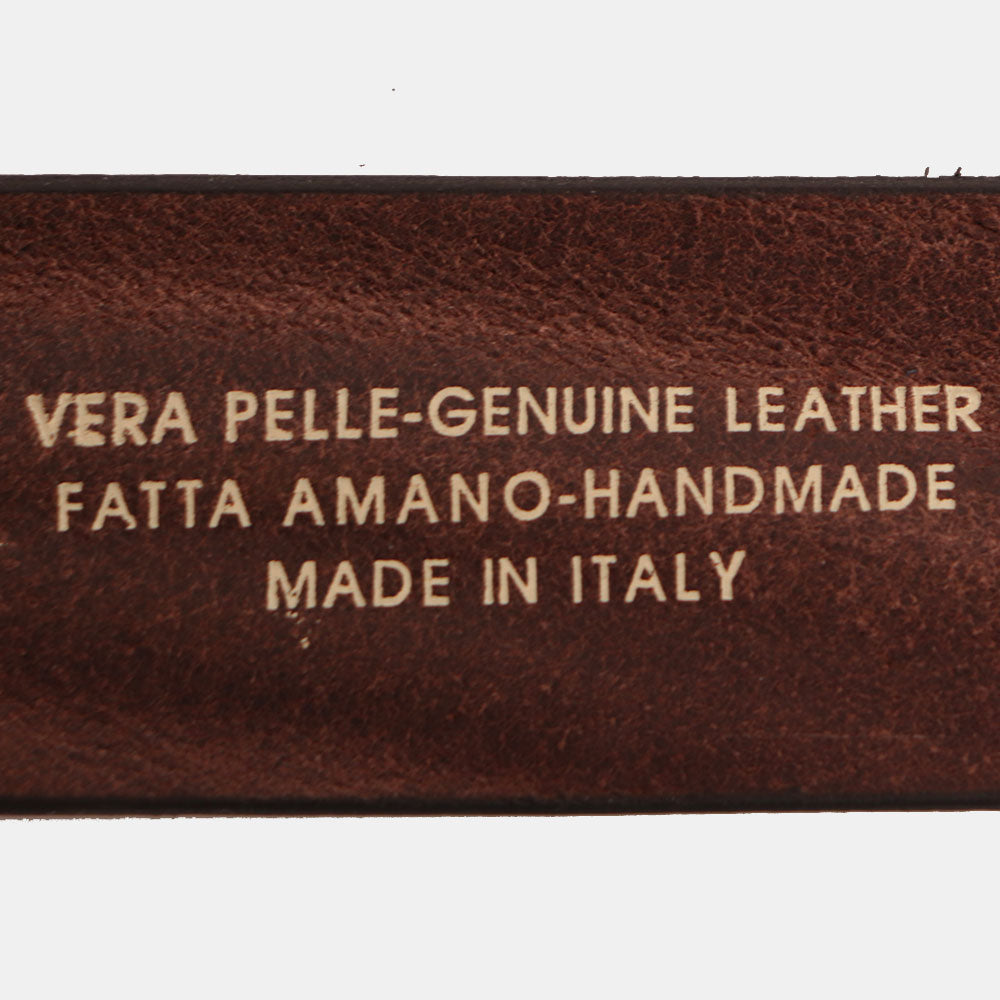 VERA PELLE-GENUINE LEATHER
FATTA AMANO-HANDMADE
MADE IN ITALY